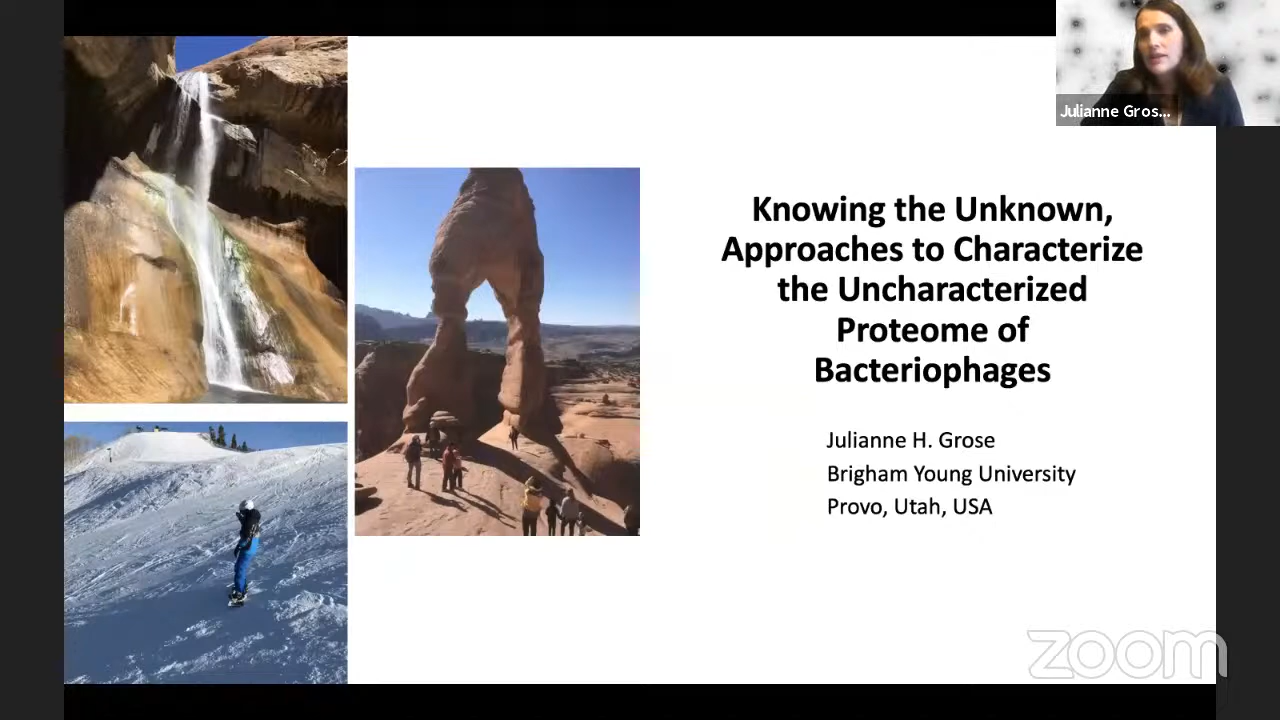 Julianne Gros...
Knowing the Unknown,
Approaches to Characterize
the Uncharacterized
Proteome of
Bacteriophages
Julianne H. Grose
Brigham Young University
Provo, Utah, USA
zoom